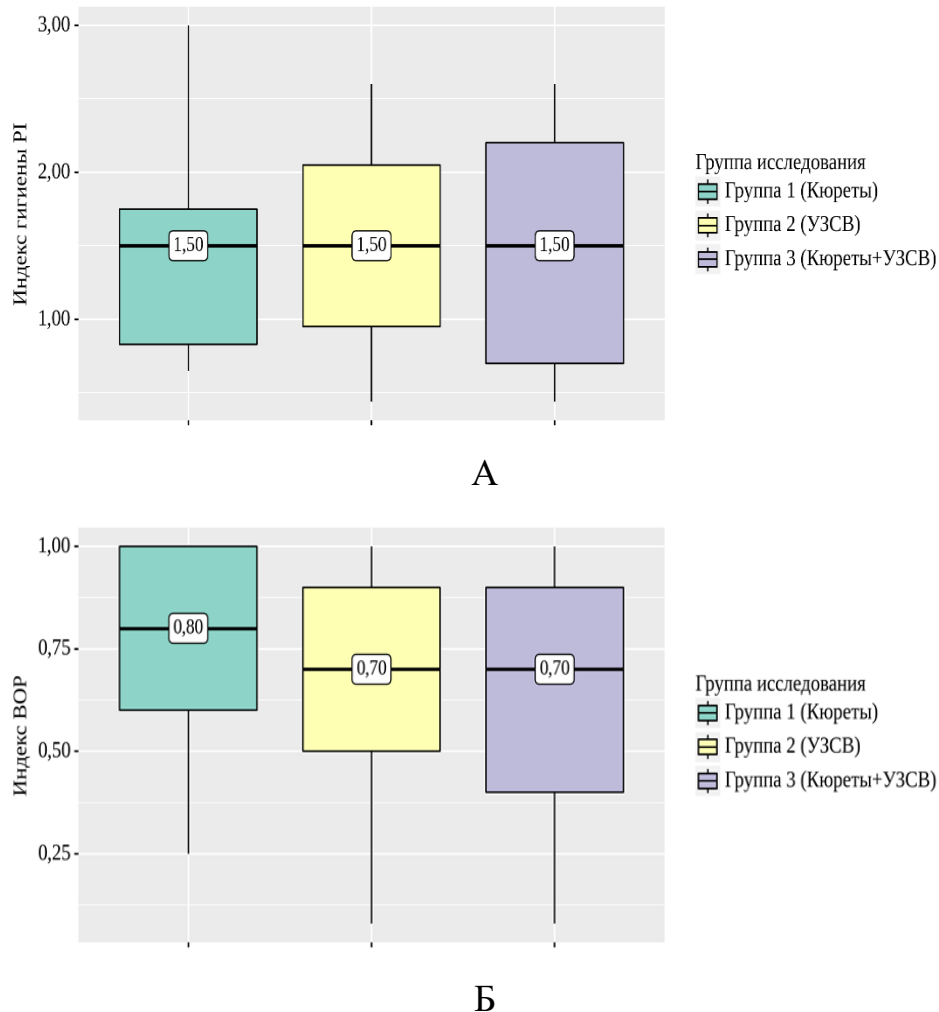 3,00
2,00
1,00
Индекс гигиены PI
1,50
1,50
1,50
Группа исследования
Группа 1 (Кюреты)
Группа 2 (УЗСВ)
Группа 3 (Кюреты+УЗСВ)
А
1,00
0,75
0,50
0,25
Индекс BOP
0,80
0,70
0,70
Группа исследования
Группа 1 (Кюреты)
Группа 2 (УЗСВ)
Группа 3 (Кюреты+УЗСВ)
Б